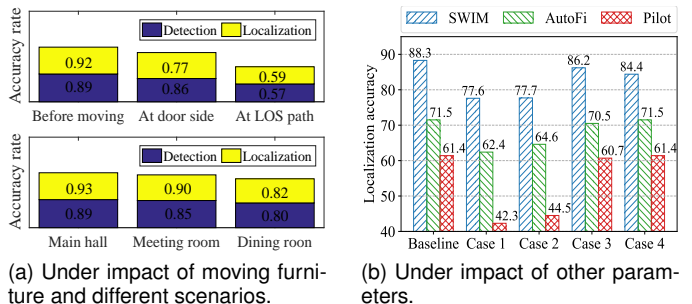 Accuracy rate
Detection Localization
0.92 0.77 0.59
0.89 0.86 0.57
Before moving At door side At LOS path
Accuracy rate
Detection Localization
0.93 0.90 0.82
0.89 0.85 0.80
Main hall Meeting room Dining roon
(a) Under impact of moving furni-
ture and different scenarios.
SWIM AutoFi Pilot
Localization accuracy
90
80
70
60
50
40
88.3 71.5 61.4
77.6 62.4 42.3
77.7 64.6 44.5
86.2 70.5 60.7
84.4 71.5 61.4
Baseline Case 1 Case 2 Case 3 Case 4
(b) Under impact of other param-
eters.